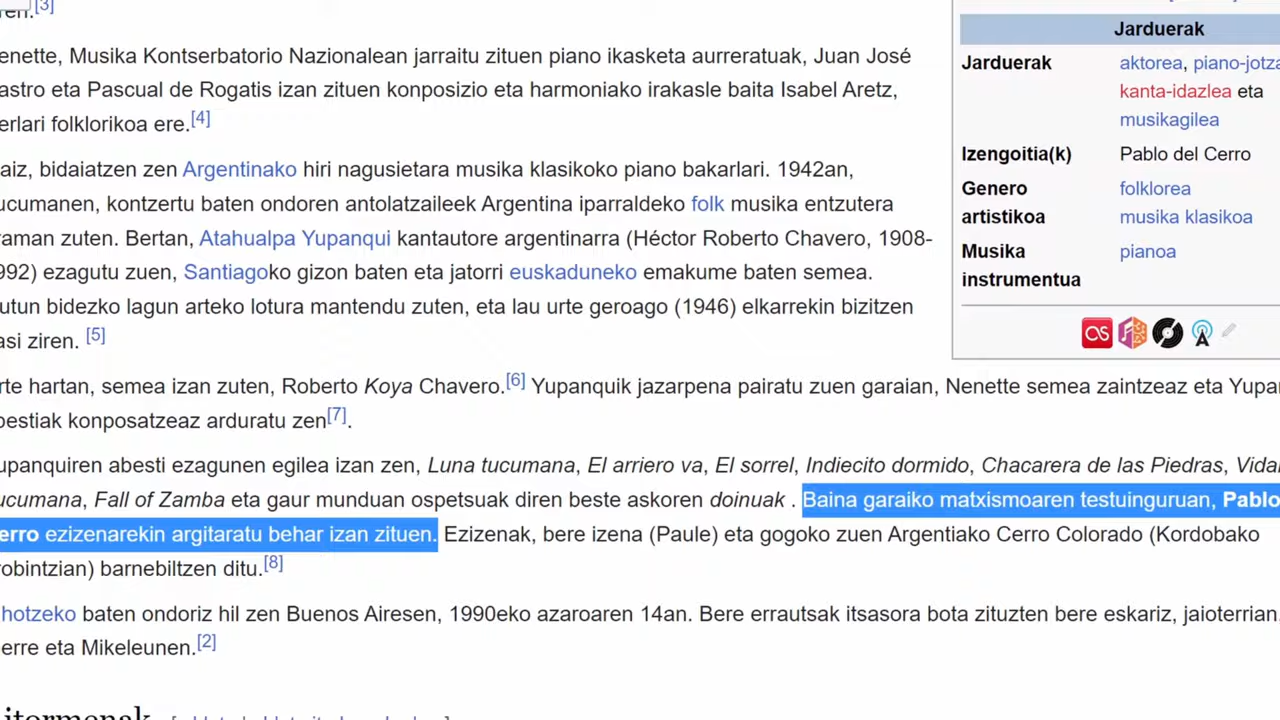 [3]
enette, Musika Kontserbatorio Nazionalean jarraitu zituen piano ikasketa aurreratuak, Juan José
astro eta Pascual de Rogatis izan zituen konposizio eta harmoniako irakasle baita Isabel Aretz,
erlari folklorikoa ere.[4]
aiz, bidaiatzen zen Argentinako hiri nagusietara musika klasikoko piano bakarlari. 1942an,
ucumanen, kontzertu baten ondoren antolatzaileek Argentina iparraldeko folk musika entzutera
raman zuten. Bertan, Atahualpa Yupanqui kantautore argentinarra (Héctor Roberto Chavero, 1908-
992) ezagutu zuen, Santiagoko gizon baten eta jatorri euskaduneko emakume baten semea.
utun bidezko lagun arteko lotura mantendu zuten, eta lau urte geroago (1946) elkarrekin bizitzen
asi ziren. [5]
rte hartan, semea izan zuten, Roberto Koya Chavero.[6] Yupanquik jazarpena pairatu zuen garaian, Nenette semea zaintzeaz eta Yupan
bestiak konposatzeaz arduratu zen[7].
upanquiren abesti ezagunen egilea izan zen, Luna tucumana, El arriero va, El sorrel, Indiecito dormido, Chacarera de las Piedras, Vida
ucumana, Fall of Zamba eta gaur munduan ospetsuak diren beste askoren doinuak . Baina garaiko matxismoaren testuinguruan, Pablo
erro ezizenarekin argitaratu behar izan zituen. Ezizenak, bere izena (Paule) eta gogoko zuen Argentiako Cerro Colorado (Kordobako
robintzian) barnebiltzen ditu.[8]
hotzeko baten ondoriz hil zen Buenos Airesen, 1990eko azaroaren 14an. Bere errautsak itsasora bota zituzten bere eskariz, jaioterrian,
erre eta Mikeleunen.[2]
Jarduerak
Jarduerak aktorea, piano-jotza
kanta-idazlea eta
musikagilea
Izengoitia(k) Pablo del Cerro
Genero folklorea
artistikoa musika klasikoa
Musika pianoa
instrumentua